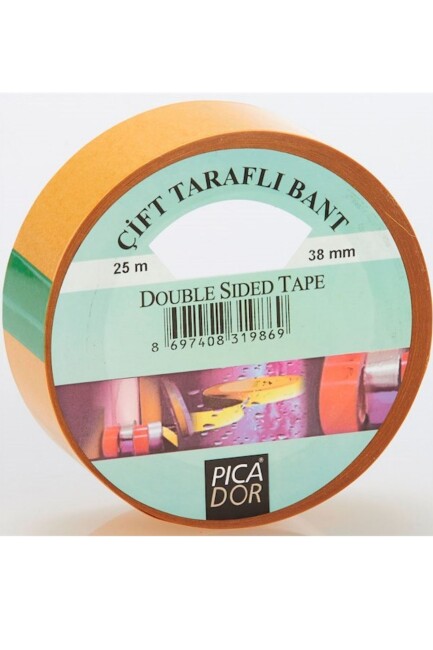 ÇİFT TARAFLI BANT
25 m
38 mm
DOUBLE SIDED TAPE
8 697408 319869
PICA
DOR